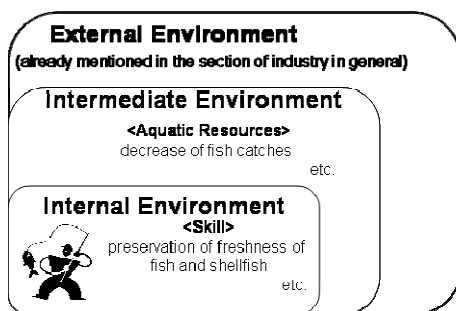 External Environment
(already mentioned in the section of industry in general)
Intermediate Environment
<Aquatic Resources>
decrease of fish catches
etc.
Internal Environment
<Skill>
preservation of freshness of
fish and shellfish
etc.